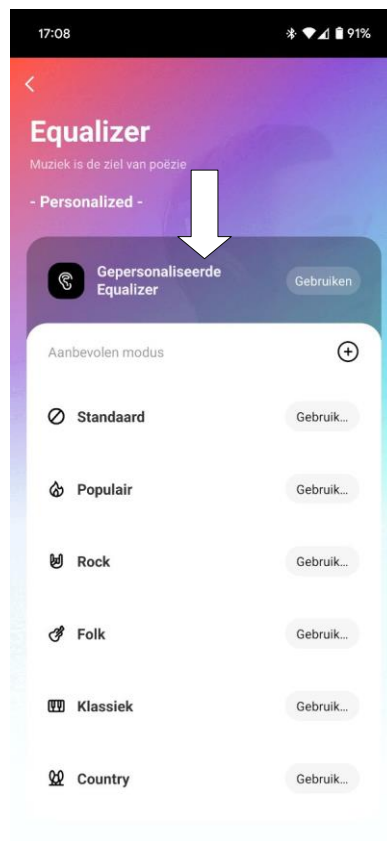 17:08
91%
Equalizer
Muziek is de ziel van poëzie
- Personalized -
Gepersonaliseerde
Equalizer
Gebruiken
Aanbevolen modus
Standaard
Gebruik...
Populair
Gebruik...
Rock
Gebruik...
Folk
Gebruik...
Klassiek
Gebruik...
Country
Gebruik...